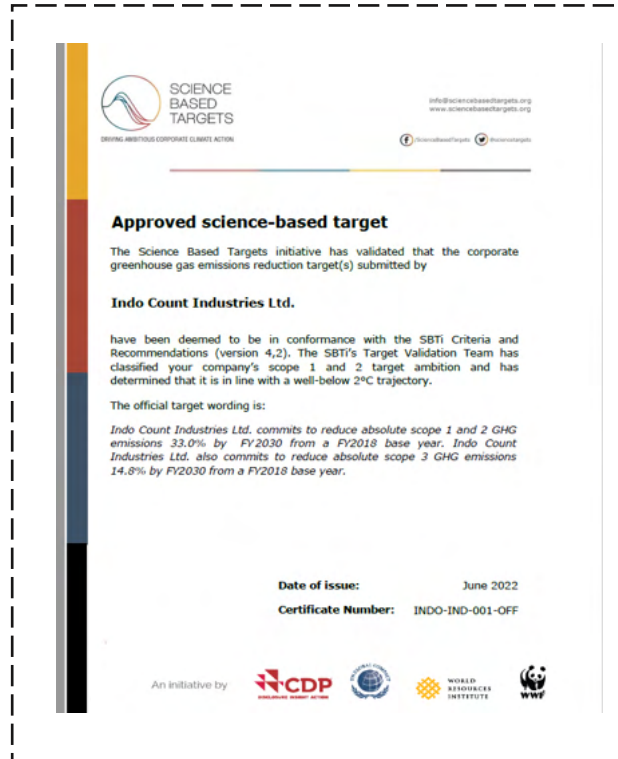 SCIENCE
BASED
TARGETS
DRIVING AMBITIOUS CORPORATE CLIMATE ACTION
info@sciencebasedtargets.org
www.sciencebasedtargets.org
/ScienceBasedTargets @sciencetargets
Approved science-based target
The Science Based Targets initiative has validated that the corporate
greenhouse gas emissions reduction target(s) submitted by
Indo Count Industries Ltd.
have been deemed to be in conformance with the SBTi Criteria and
Recommendations (version 4,2). The SBTi's Target Validation Team has
classified your company's scope 1 and 2 target ambition and has
determined that it is in line with a well-below 2ºC trajectory.
The official target wording is:
Indo Count Industries Ltd. commits to reduce absolute scope 1 and 2 GHG
emissions 33.0% by FY2030 from a FY2018 base year. Indo Count
Industries Ltd. also commits to reduce absolute scope 3 GHG emissions
14.8% by FY2030 from a FY2018 base year.
Date of issue: June 2022
Certificate Number: INDO-IND-001-OFF
An initiative by
CDP
DISCLOSURE INSIGHT ACTION
WORLD
RESOURCES
INSTITUTE
WWF